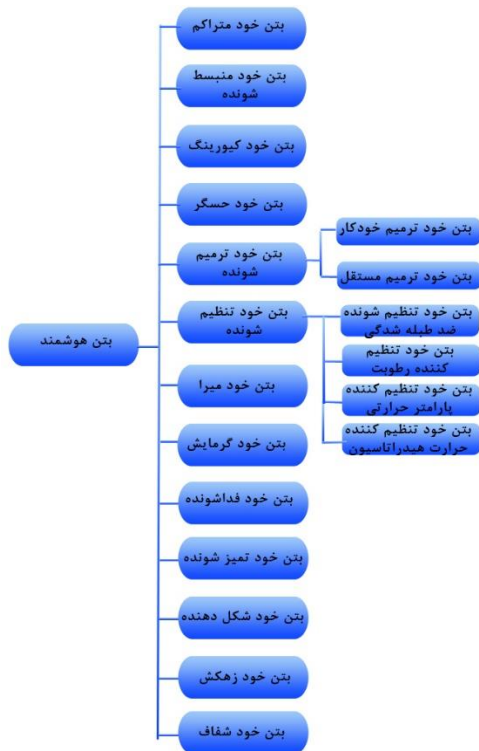 بتن هوشمند
بتن خود متراکم
بتن خود منبسط
شونده
بتن خود کیورینگ
بتن خود حسگر
بتن خود ترمیم
شونده
بتن خود ترمیم خودکار
بتن خود ترمیم مستقل
بتن خود تنظیم
شونده
بتن خود تنظیم شونده
ضد طبله شدگی
بتن خود تنظیم
کننده رطوبت
بتن خود تنظیم کننده
پارامتر حرارتی
بتن خود تنظیم کننده
حرارت هیدراتاسیون
بتن خود میرا
بتن خود گرمایش
بتن خود فداشونده
بتن خود تمیز شونده
بتن خود شکل دهنده
بتن خود زهکش
بتن خود شفاف